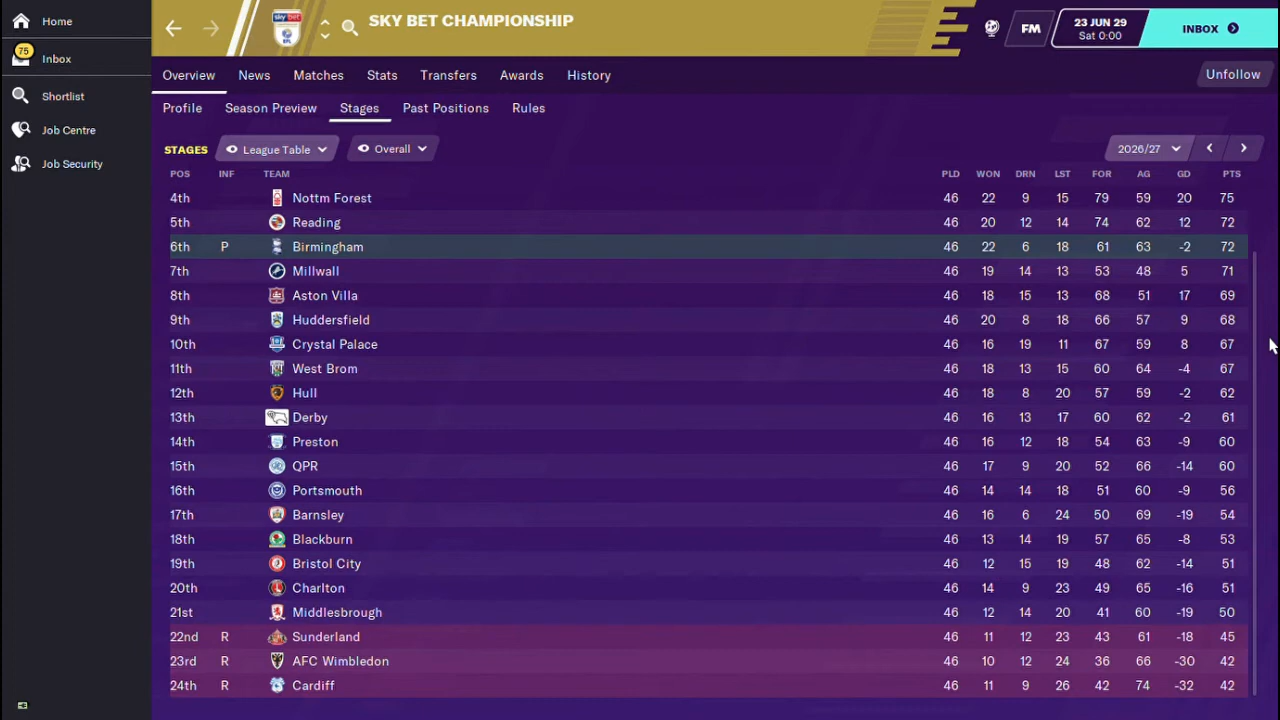 Home
75
Inbox
Shortlist
Job Centre
Job Security
sky bet
EFL
SKY BET CHAMPIONSHIP
FM
23 JUN 29
Sat 0:00
INBOX
Overview News Matches Stats Transfers Awards History
Unfollow
Profile Season Preview Stages Past Positions Rules
STAGES League Table Overall 2026/27
POS INF TEAM PLD WON DRN LST FOR AG GD PTS
4th Nottm Forest 46 22 9 15 79 59 20 75
5th Reading 46 20 12 14 74 62 12 72
6th P Birmingham 46 22 6 18 61 63 -2 72
7th Millwall 46 19 14 13 53 48 5 71
8th Aston Villa 46 18 15 13 68 51 17 69
9th Huddersfield 46 20 8 18 66 57 9 68
10th Crystal Palace 46 16 19 11 67 59 8 67
11th West Brom 46 18 13 15 60 64 -4 67
12th Hull 46 18 8 20 57 59 -2 62
13th Derby 46 16 13 17 60 62 -2 61
14th Preston 46 16 12 18 54 63 -9 60
15th QPR 46 17 9 20 52 66 -14 60
16th Portsmouth 46 14 14 18 51 60 -9 56
17th Barnsley 46 16 6 24 50 69 -19 54
18th Blackburn 46 13 14 19 57 65 -8 53
19th Bristol City 46 12 15 19 48 62 -14 51
20th Charlton 46 14 9 23 49 65 -16 51
21st Middlesbrough 46 12 14 20 41 60 -19 50
22nd R Sunderland 46 11 12 23 43 61 -18 45
23rd R AFC Wimbledon 46 10 12 24 36 66 -30 42
24th R Cardiff 46 11 9 26 42 74 -32 42